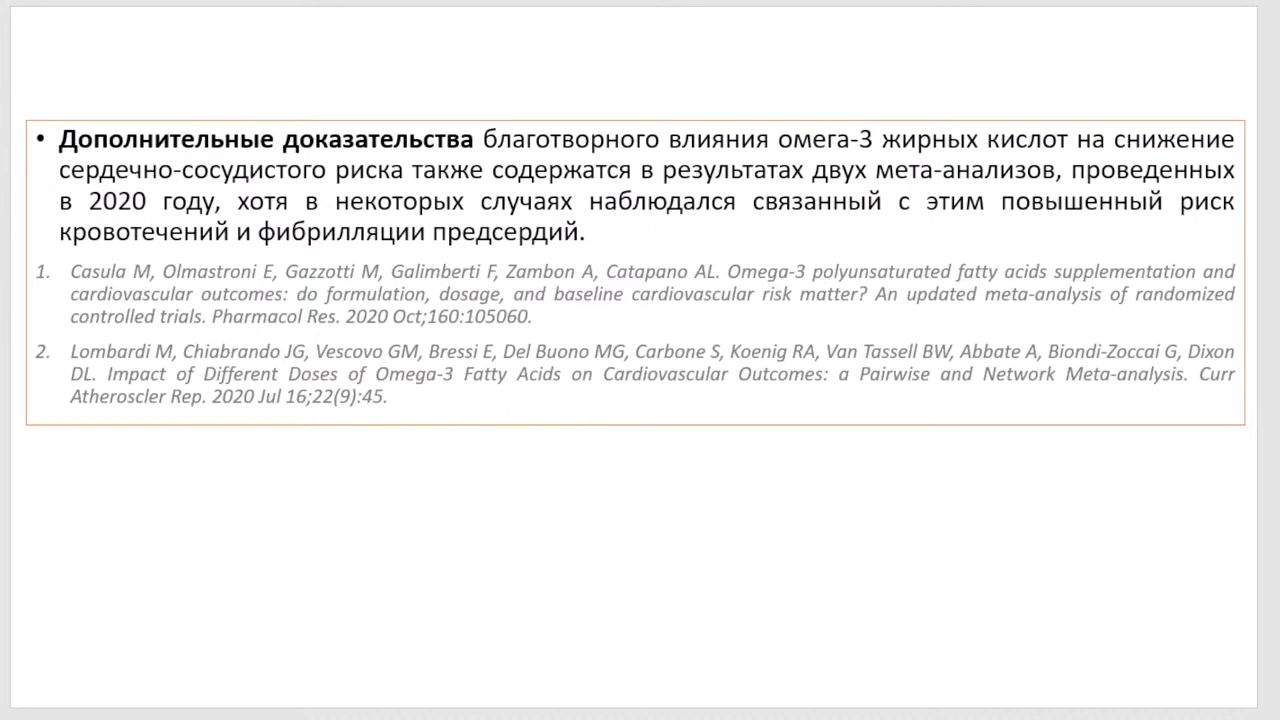 • Дополнительные доказательства благотворного влияния омега-3 жирных кислот на снижение
сердечно-сосудистого риска также содержатся в результатах двух мета-анализов, проведенных
в 2020 году, хотя в некоторых случаях наблюдался связанный с этим повышенный риск
кровотечений и фибрилляции предсердий.
1. Casula M, Olmastroni E, Gazzotti M, Galimberti F, Zambon A, Catapano AL. Omega-3 polyunsaturated fatty acids supplementation and
cardiovascular outcomes: do formulation, dosage, and baseline cardiovascular risk matter? An updated meta-analysis of randomized
controlled trials. Pharmacol Res. 2020 Oct;160:105060.
2. Lombardi M, Chiabrando JG, Vescovo GM, Bressi E, Del Buono MG, Carbone S, Koenig RA, Van Tassell BW, Abbate A, Biondi-Zoccai G, Dixon
DL. Impact of Different Doses of Omega-3 Fatty Acids on Cardiovascular Outcomes: a Pairwise and Network Meta-analysis. Curr
Atheroscler Rep. 2020 Jul 16;22(9):45.